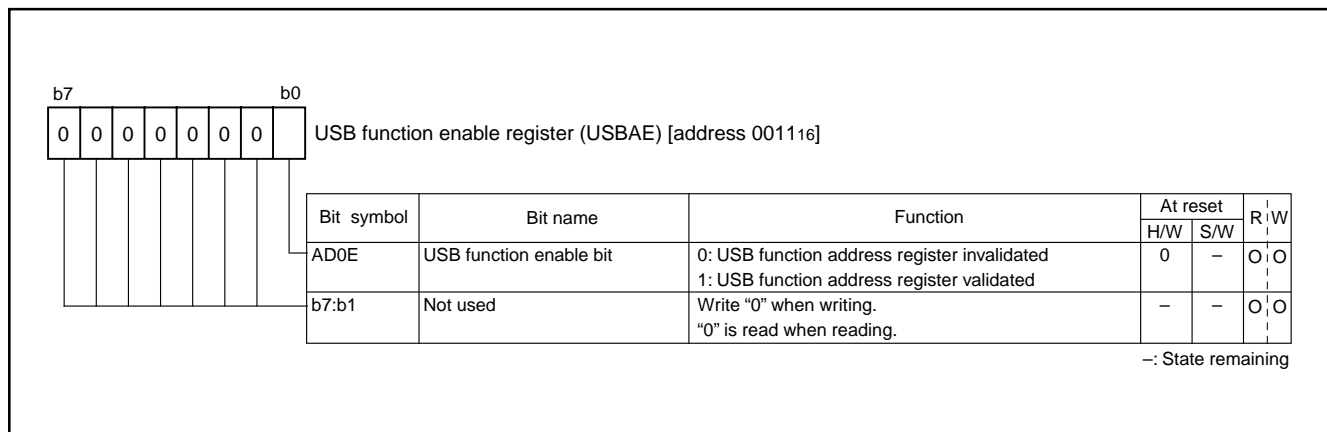 b7 b0
0 0 0 0 0 0 0
USB function enable register (USBAE) [address 001116]
Bit symbol Bit name Function At reset R W
H/W S/W
AD0E USB function enable bit 0: USB function address register invalidated 0 – O O
1: USB function address register validated
b7:b1 Not used Write “0” when writing. – – O O
“0” is read when reading.
–: State remaining